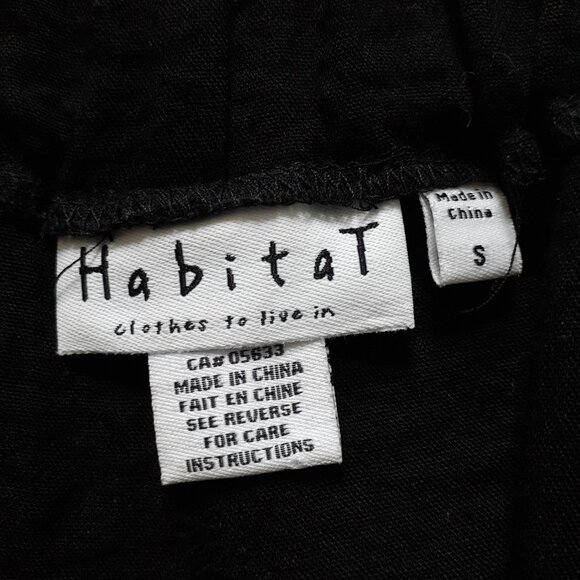 HabitaT
clothes to live in
Made in
China
S
CA# 05633
MADE IN CHINA
FAIT EN CHINE
SEE REVERSE
FOR CARE
INSTRUCTIONS